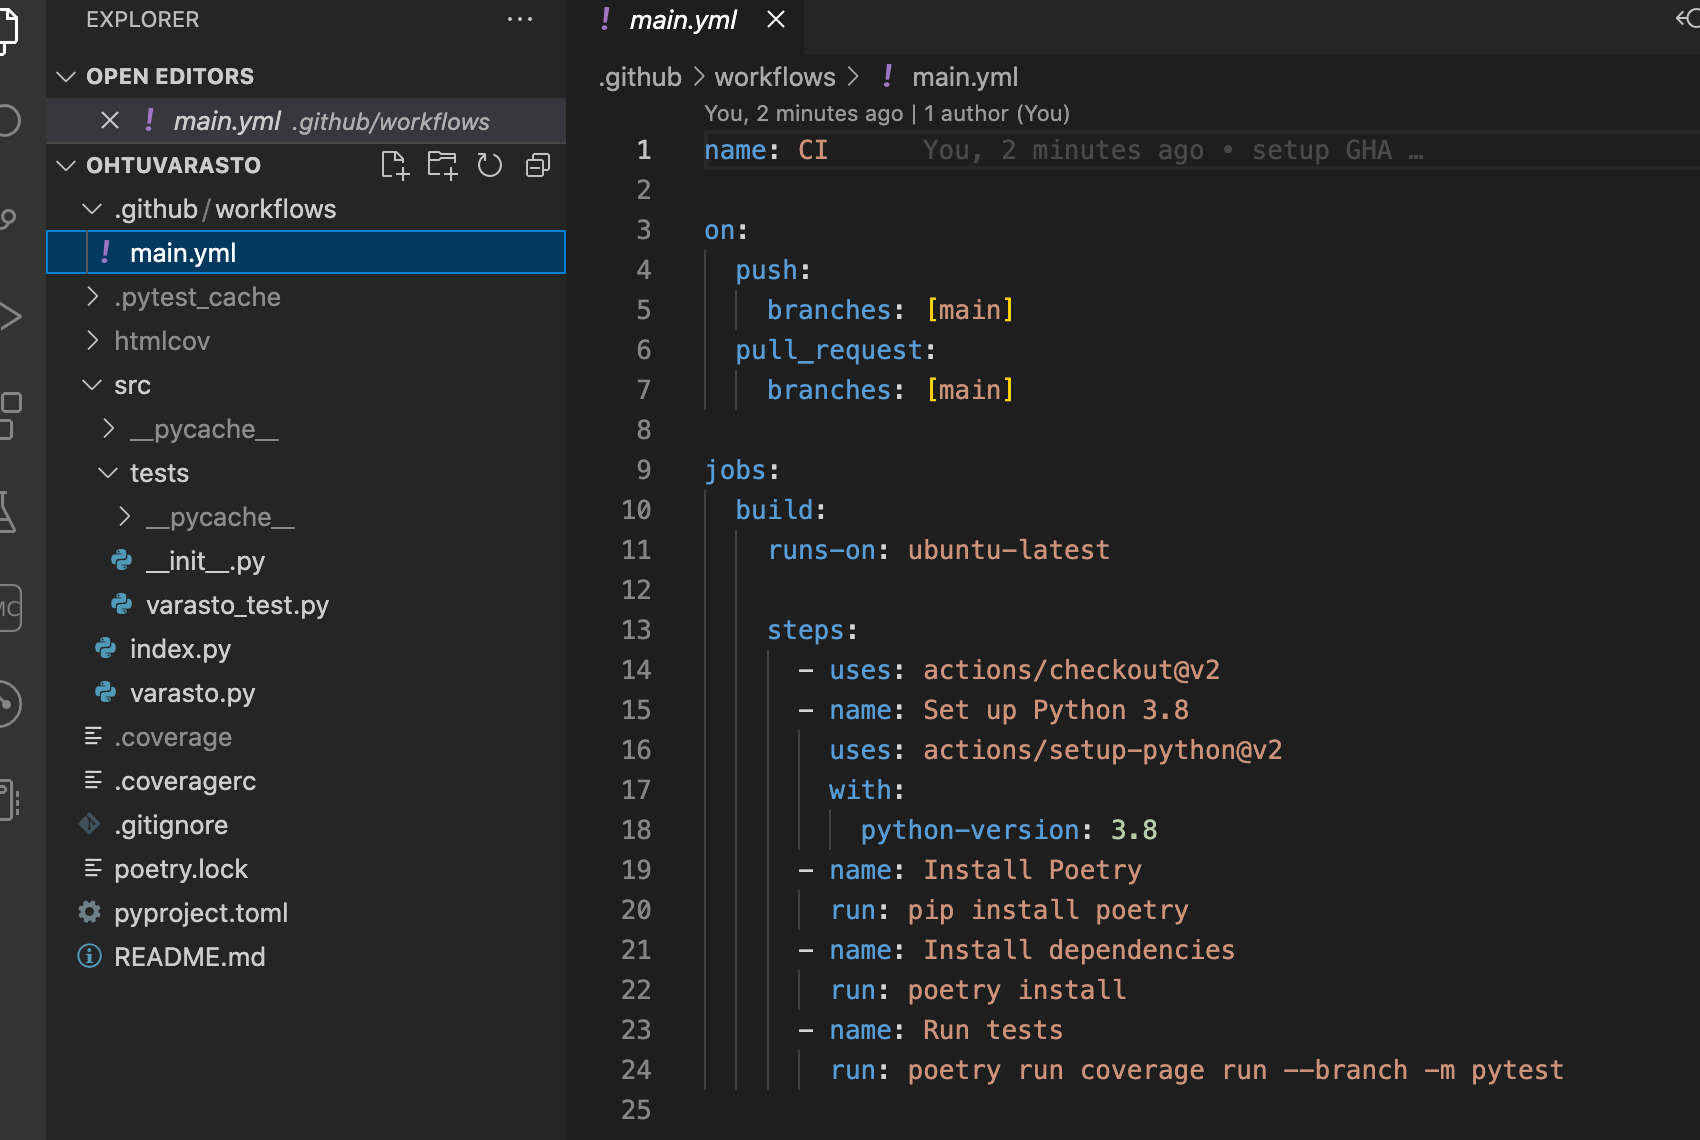 EXPLORER
OPEN EDITORS
main.yml .github/workflows
OHTUVARASTO
.github / workflows
main.yml
.pytest_cache
htmlcov
src
__pycache__
tests
__pycache__
__init__.py
varasto_test.py
index.py
varasto.py
.coverage
.coveragerc
.gitignore
poetry.lock
pyproject.toml
README.md
main.yml
.github > workflows > ! main.yml
You, 2 minutes ago | 1 author (You)
1 name: CI You, 2 minutes ago • setup GHA …
2
3 on:
4 push:
5 branches: [main]
6 pull_request:
7 branches: [main]
8
9 jobs:
10 build:
11 runs-on: ubuntu-latest
12
13 steps:
14 - uses: actions/checkout@v2
15 - name: Set up Python 3.8
16 uses: actions/setup-python@v2
17 with:
18 python-version: 3.8
19 - name: Install Poetry
20 run: pip install poetry
21 - name: Install dependencies
22 run: poetry install
23 - name: Run tests
24 run: poetry run coverage run --branch -m pytest
25